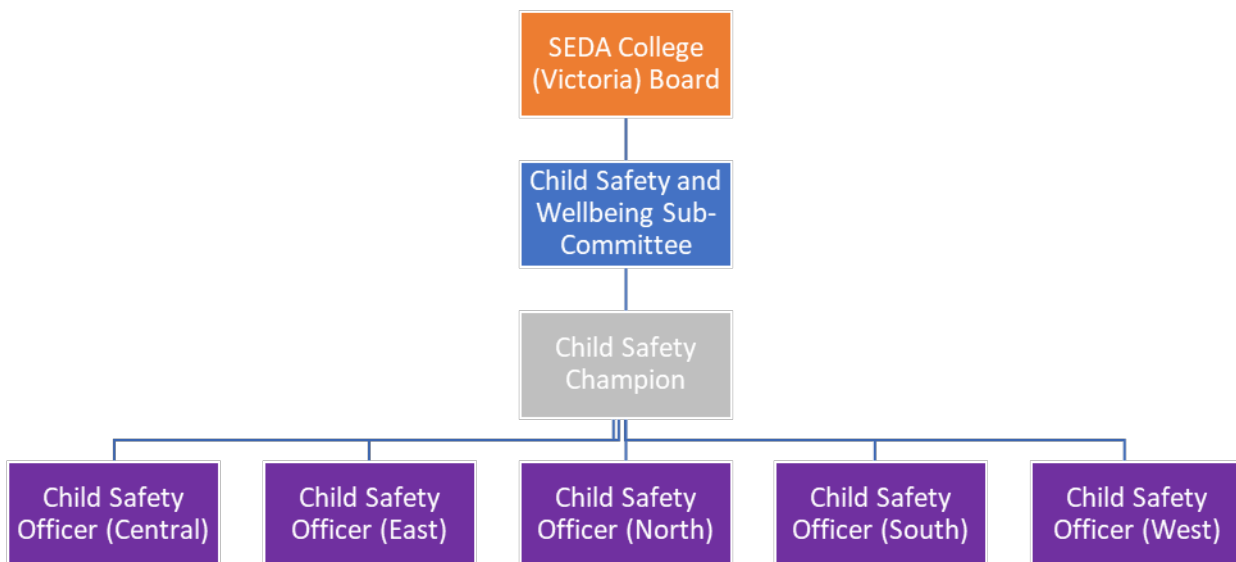 SEDA College
(Victoria) Board
Child Safety and
Wellbeing Sub-
Committee
Child Safety
Champion
Child Safety
Officer (Central)
Child Safety
Officer (East)
Child Safety
Officer (North)
Child Safety
Officer (South)
Child Safety
Officer (West)